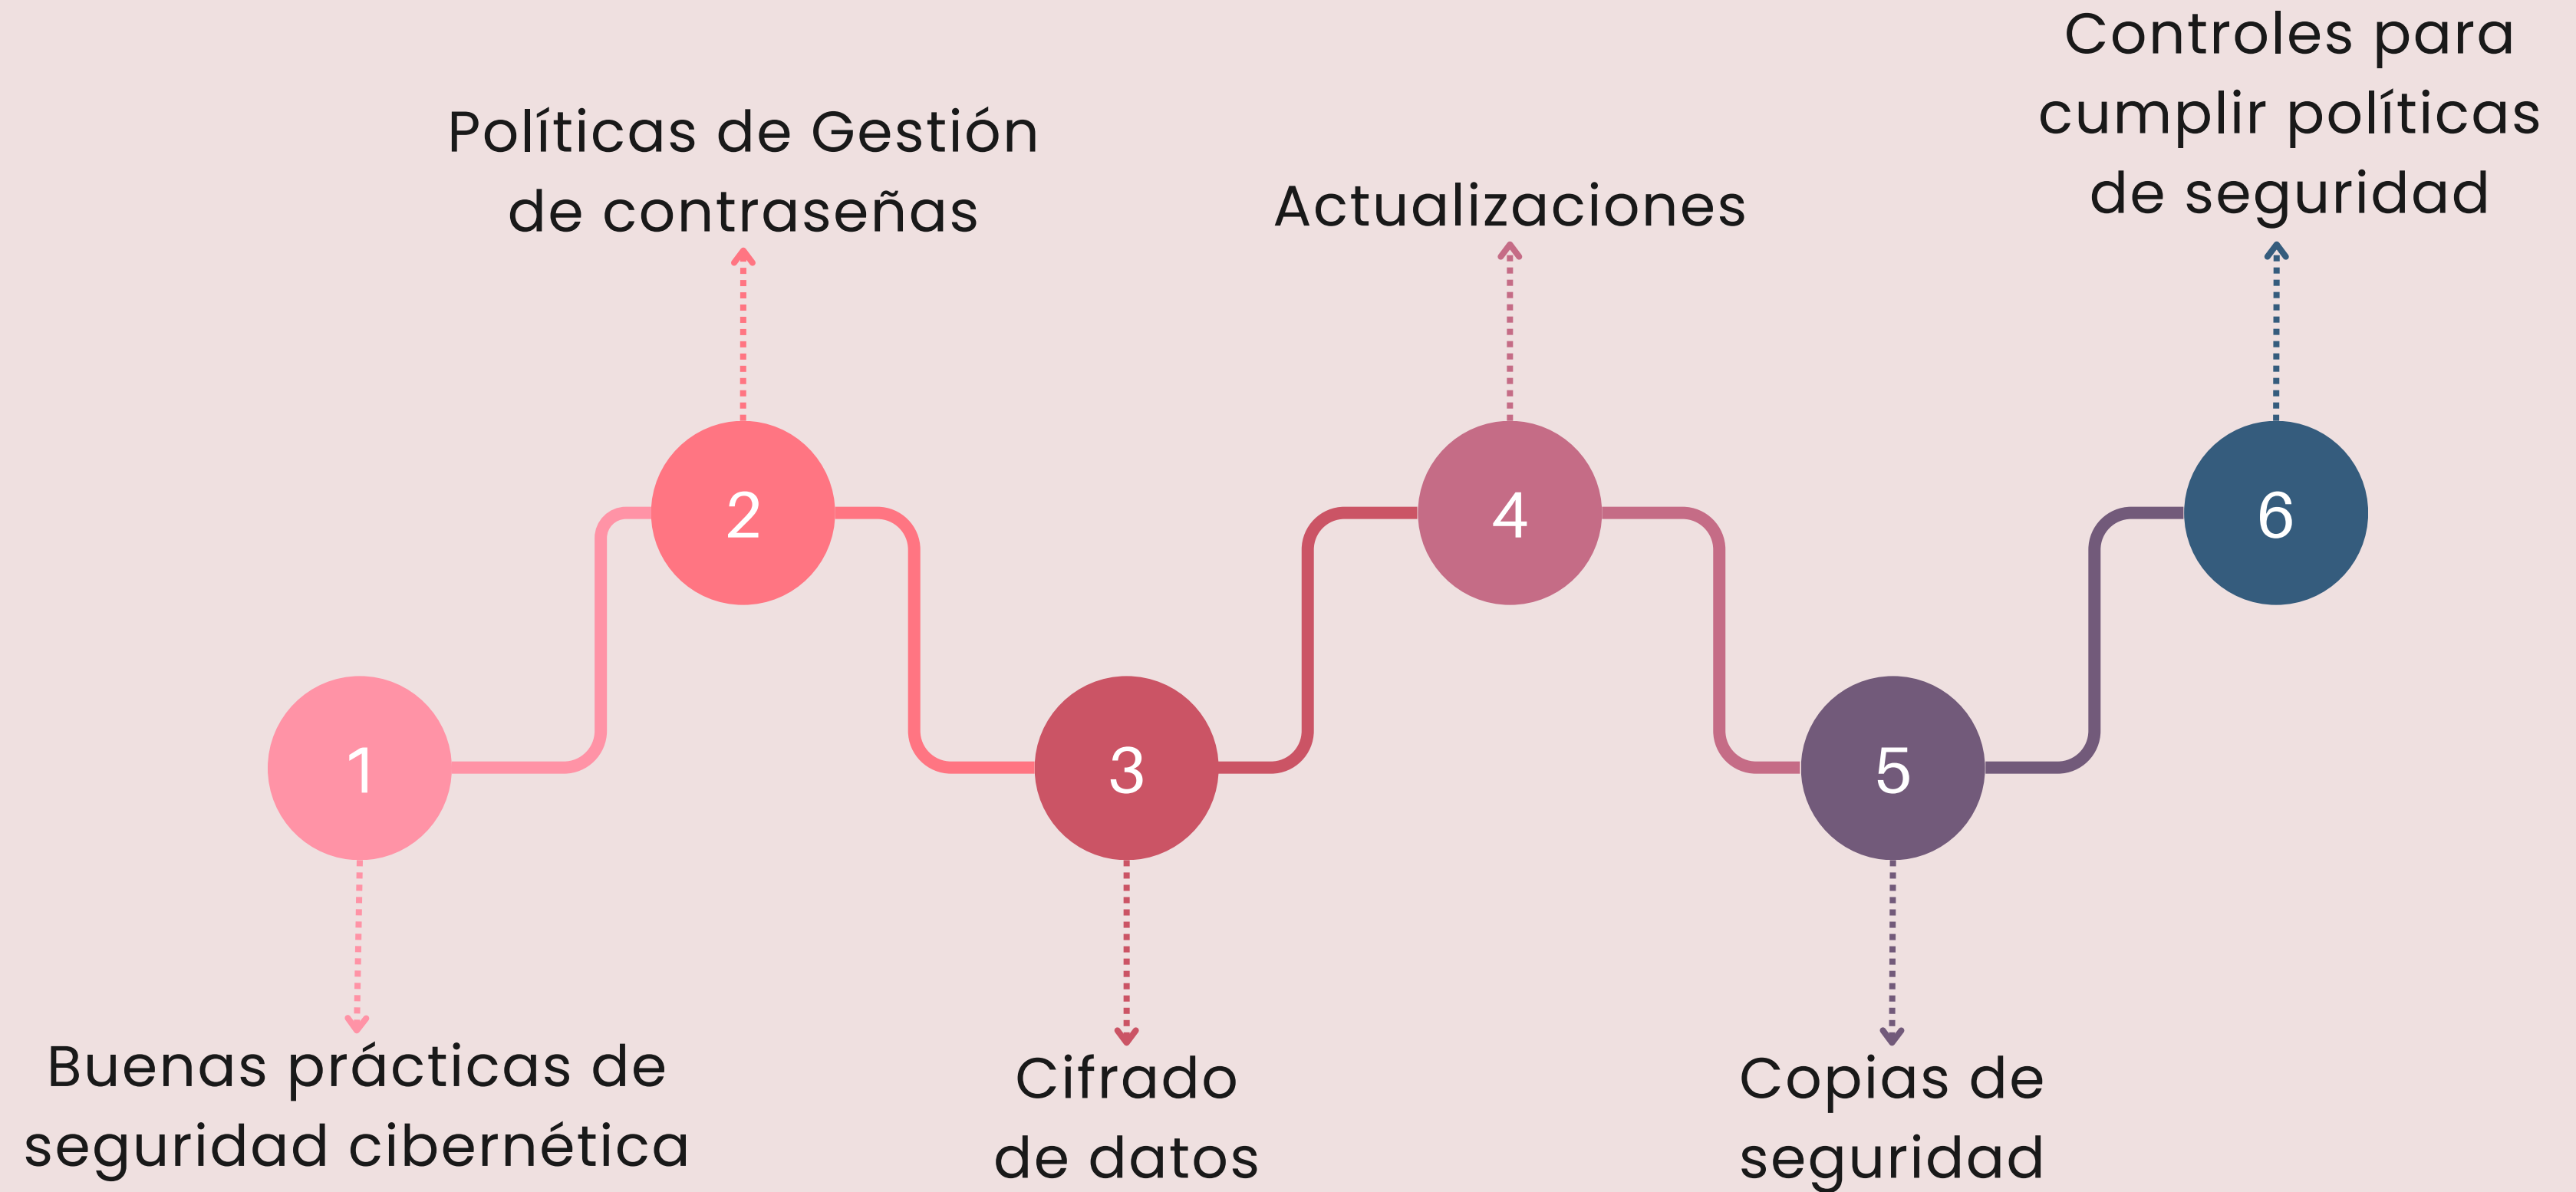 1
Buenas prácticas de
seguridad cibernética
2
Políticas de Gestión
de contraseñas
3
Cifrado
de datos
4
Actualizaciones
5
Copias de
seguridad
6
Controles para
cumplir políticas
de seguridad